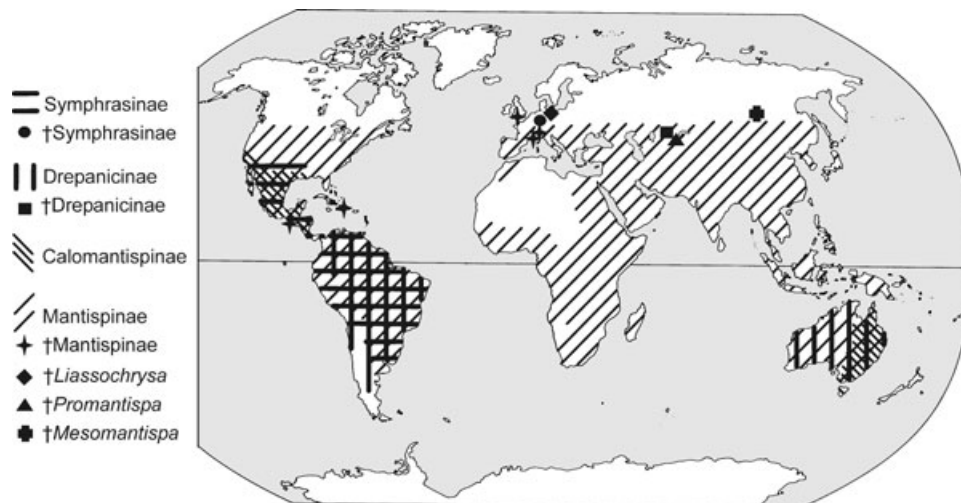 Symphrasinae
†Symphrasinae
Drepanicinae
†Drepanicinae
Calomantispinae
Mantispinae
†Mantispinae
†Liassochrysa
†Promantispa
†Mesomantispa